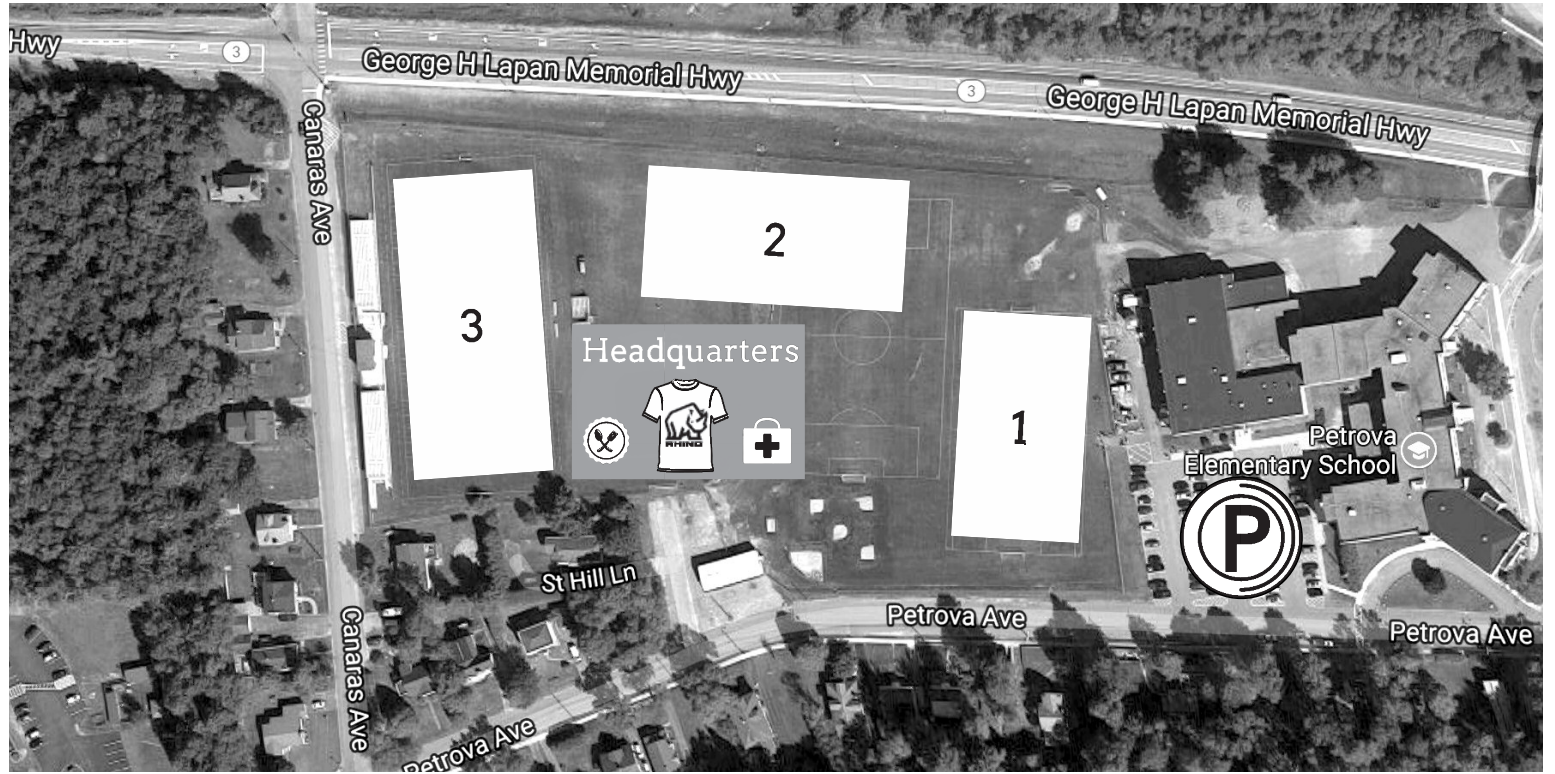 Hwy
3
George H Lapan Memorial Hwy
3
George H Lapan Memorial Hwy
Canaras Ave
2
3
Headquarters
RHINO
1
Petrova
Elementary School
P
St Hill Ln
Petrova Ave
Petrova Ave
Canaras Ave
Petrova Ave